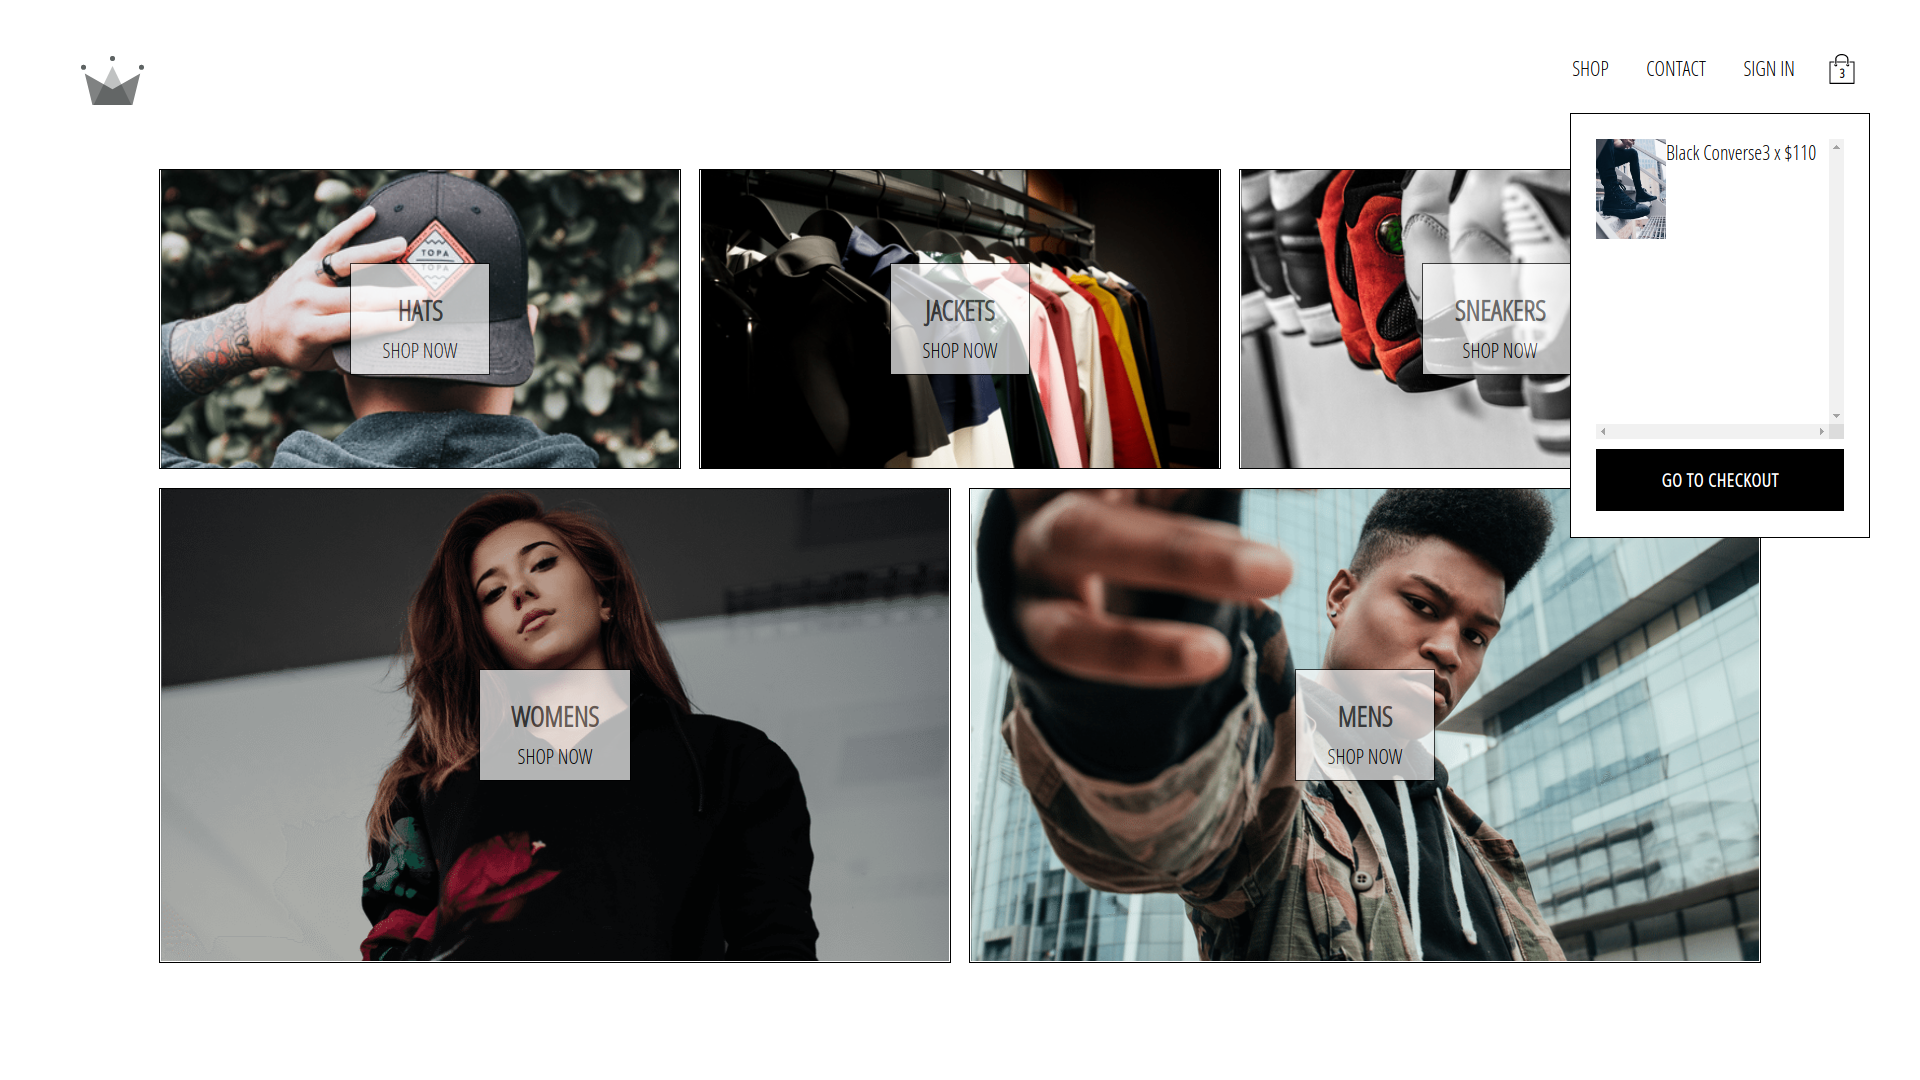 SHOP CONTACT SIGN IN 3
Black Converse3 x $110
TOPA
TOPA
HATS
SHOP NOW
JACKETS
SHOP NOW
SNEAKERS
SHOP NOW
GO TO CHECKOUT
WOMENS
SHOP NOW
MENS
SHOP NOW